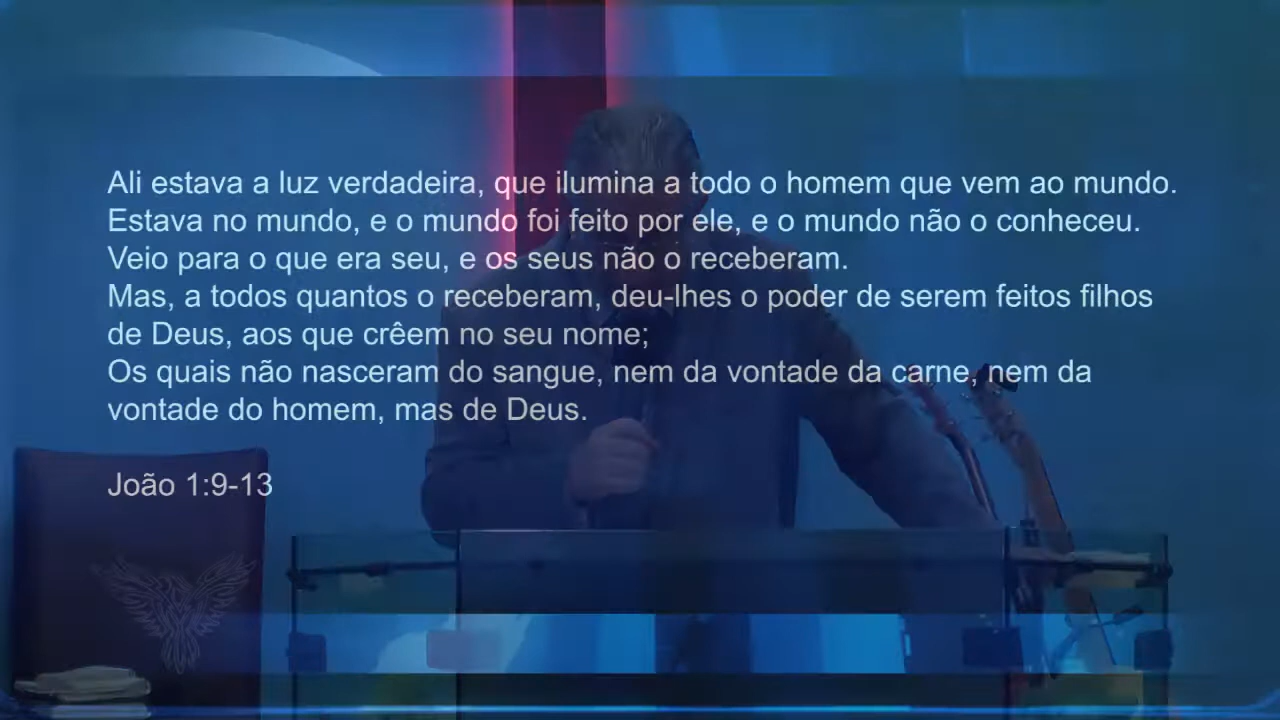 Ali estava a luz verdadeira, que ilumina a todo o homem que vem ao mundo.
Estava no mundo, e o mundo foi feito por ele, e o mundo não o conheceu.
Veio para o que era seu, e os seus não o receberam.
Mas, a todos quantos o receberam, deu-lhes o poder de serem feitos filhos
de Deus, aos que crêem no seu nome;
Os quais não nasceram do sangue, nem da vontade da carne, nem da
vontade do homem, mas de Deus.
João 1:9-13